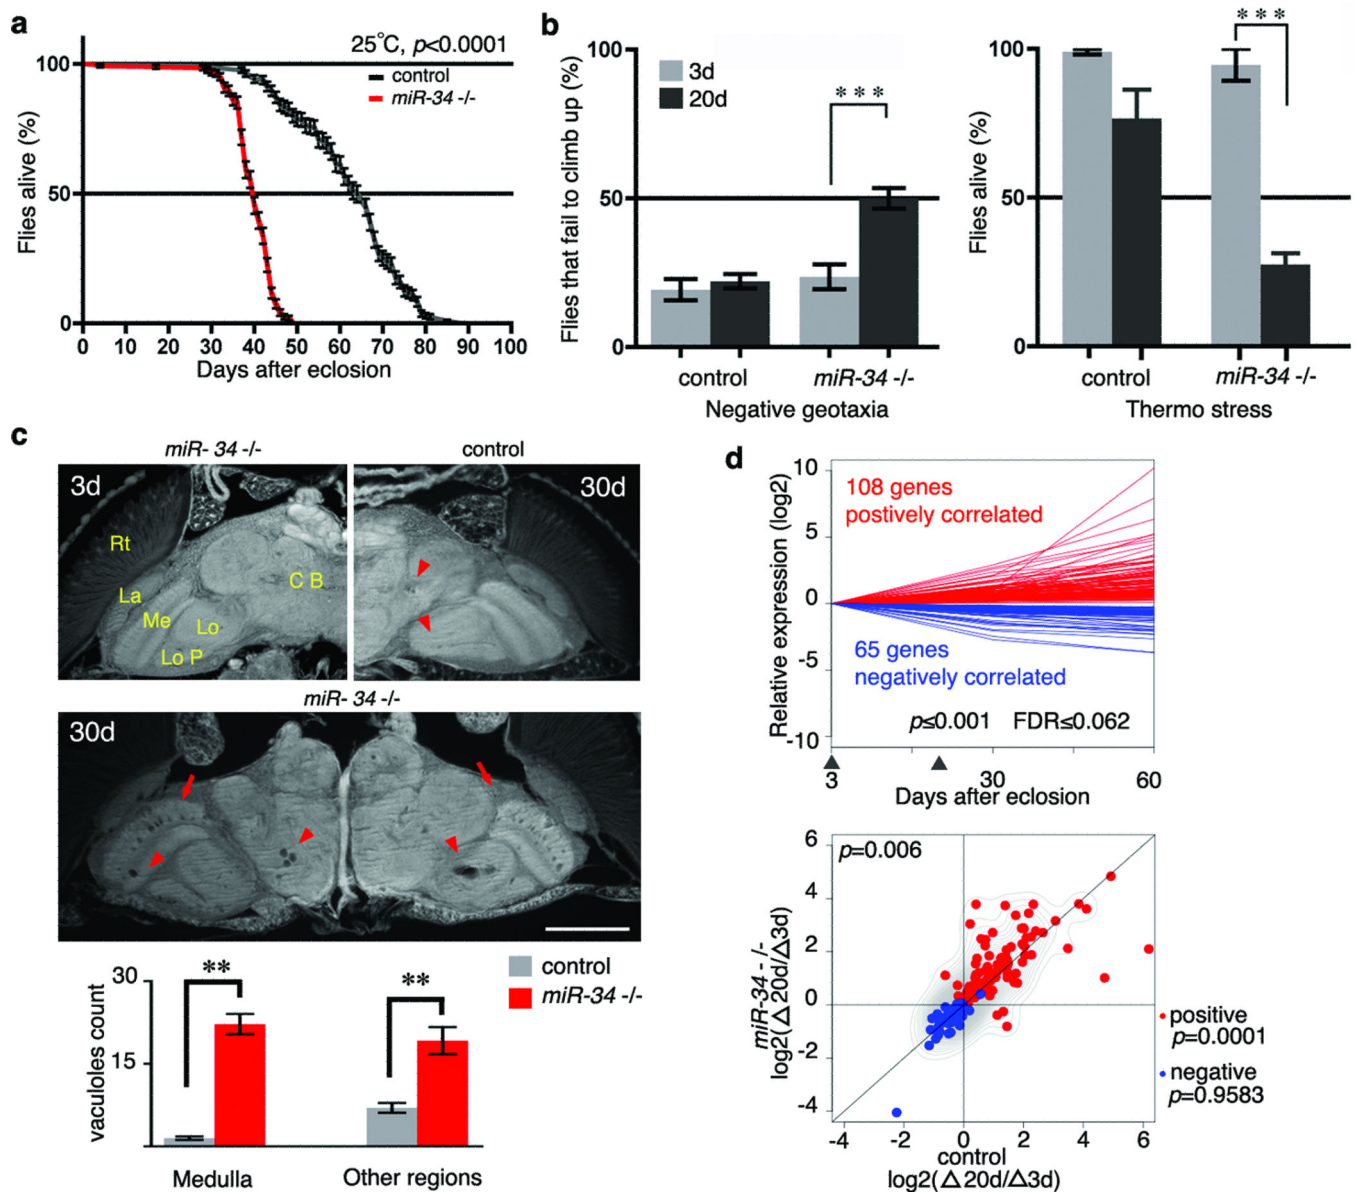 a
25°C, p<0.0001
control
miR-34 -/-
Flies alive (%)
100
50
0
0 10 20 30 40 50 60 70 80 90 100
Days after eclosion
b
Flies that fail to climb up (%)
100
50
0
3d
20d
***
control miR-34 -/-
Negative geotaxia
Flies alive (%)
100
50
0
***
control miR-34 -/-
Thermo stress
c
miR- 34 -/-
control
3d
Rt
La
Me
Lo
Lo P
C B
30d
miR- 34 -/-
30d
vaculoles count
30
15
**
**
control
miR-34 -/-
Medulla
Other regions
d
Relative expression (log2)
10
5
0
-5
-10
108 genes
postively correlated
65 genes
negatively correlated
p≤0.001 FDR≤0.062
3 30 60
Days after eclosion
miR-34 -/-
log2(△20d/△3d)
6
4
2
0
-2
-4
p=0.006
-4 -2 0 2 4 6
control
log2(△20d/△3d)
positive
p=0.0001
negative
p=0.9583